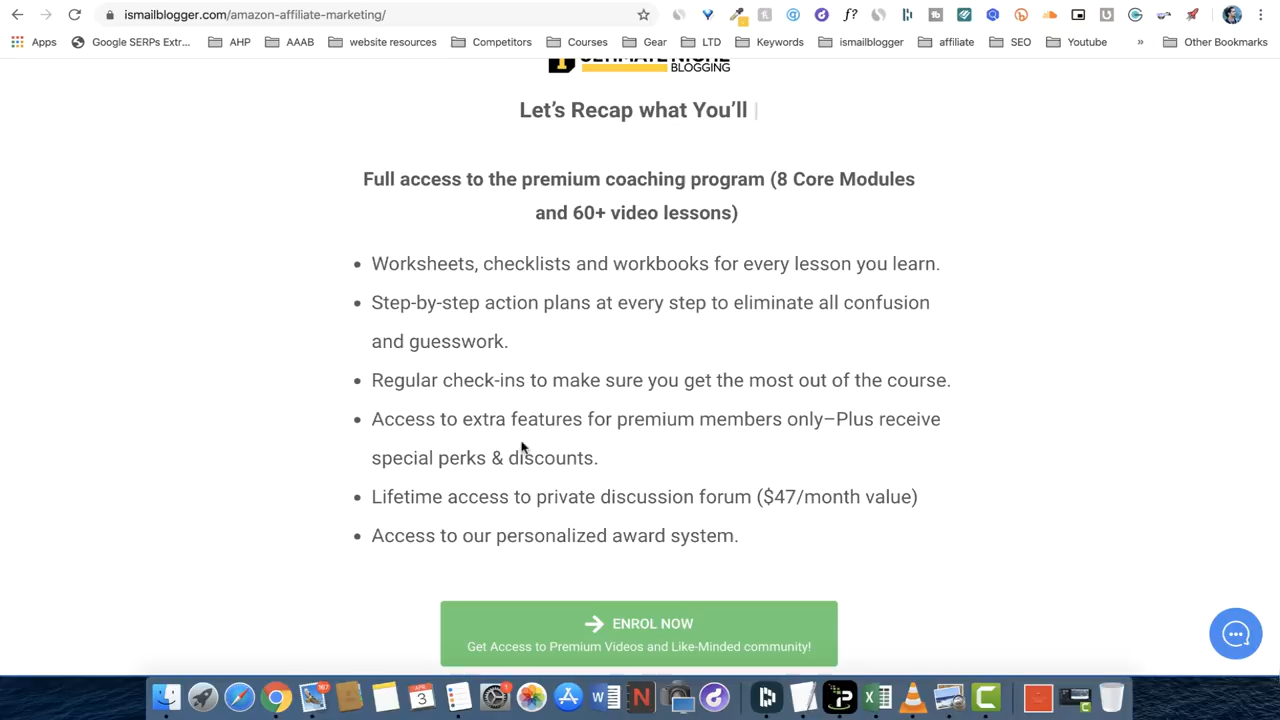 ismailblogger.com/amazon-affiliate-marketing/
Apps Google SERPs Extr... AHP AAAB website resources Competitors Courses Gear LTD Keywords ismailblogger affiliate SEO Youtube » Other Bookmarks
ULTIMATE NICHE
BLOGGING
Let's Recap what You'll |
Full access to the premium coaching program (8 Core Modules
and 60+ video lessons)
• Worksheets, checklists and workbooks for every lesson you learn.
• Step-by-step action plans at every step to eliminate all confusion
and guesswork.
• Regular check-ins to make sure you get the most out of the course.
• Access to extra features for premium members only–Plus receive
special perks & discounts.
• Lifetime access to private discussion forum ($47/month value)
• Access to our personalized award system.
ENROL NOW
Get Access to Premium Videos and Like-Minded community!